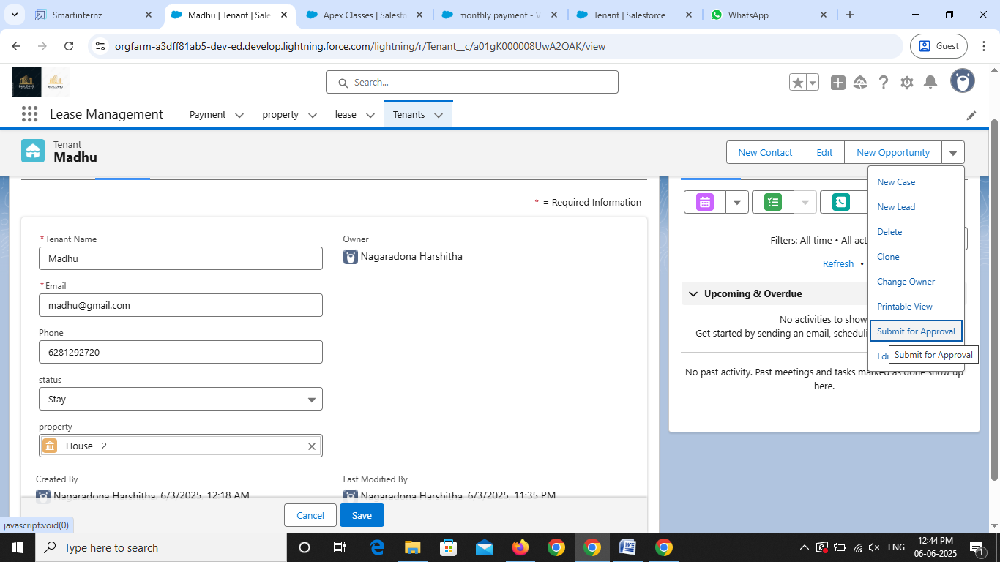 Smartinternz
Madhu | Tenant | Sale
Apex Classes | Salesfo
monthly payment - V
Tenant | Salesforce
WhatsApp
orgfarm-a3dff81ab5-dev-ed.develop.lightning.force.com/lightning/r/Tenant__c/a01gK000008UwA2QAK/view
Guest
Search...
Lease Management
Payment
property
lease
Tenants
Tenant
Madhu
New Contact
Edit
New Opportunity
New Case
New Lead
Delete
Clone
Change Owner
Printable View
Submit for Approval
Edi
Submit for Approval
* = Required Information
*Tenant Name
Madhu
Owner
Nagaradona Harshitha
*Email
madhu@gmail.com
Phone
6281292720
status
Stay
property
House - 2
Created By
Nagaradona Harshitha, 6/3/2025, 12:18 AM
Last Modified By
Nagaradona Harshitha, 6/3/2025, 11:35 PM
Cancel
Save
Filters: All time • All act
Refresh •
Upcoming & Overdue
No activities to show
Get started by sending an email, scheduli
No past activity. Past meetings and tasks marked as done show up
here.
javascript:void(0)
Type here to search
ENG
12:44 PM
06-06-2025
1